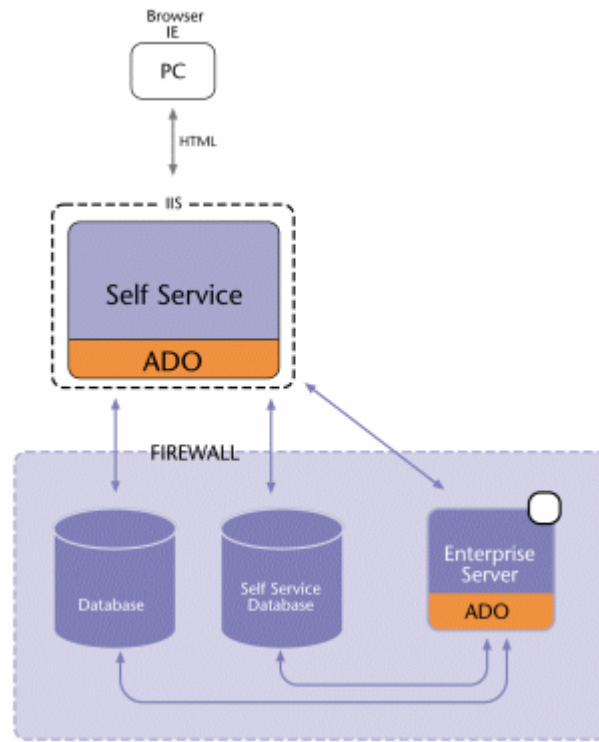 Browser
IE
PC
HTML
IIS
Self Service
ADO
FIREWALL
Database
Self Service
Database
Enterprise
Server
ADO